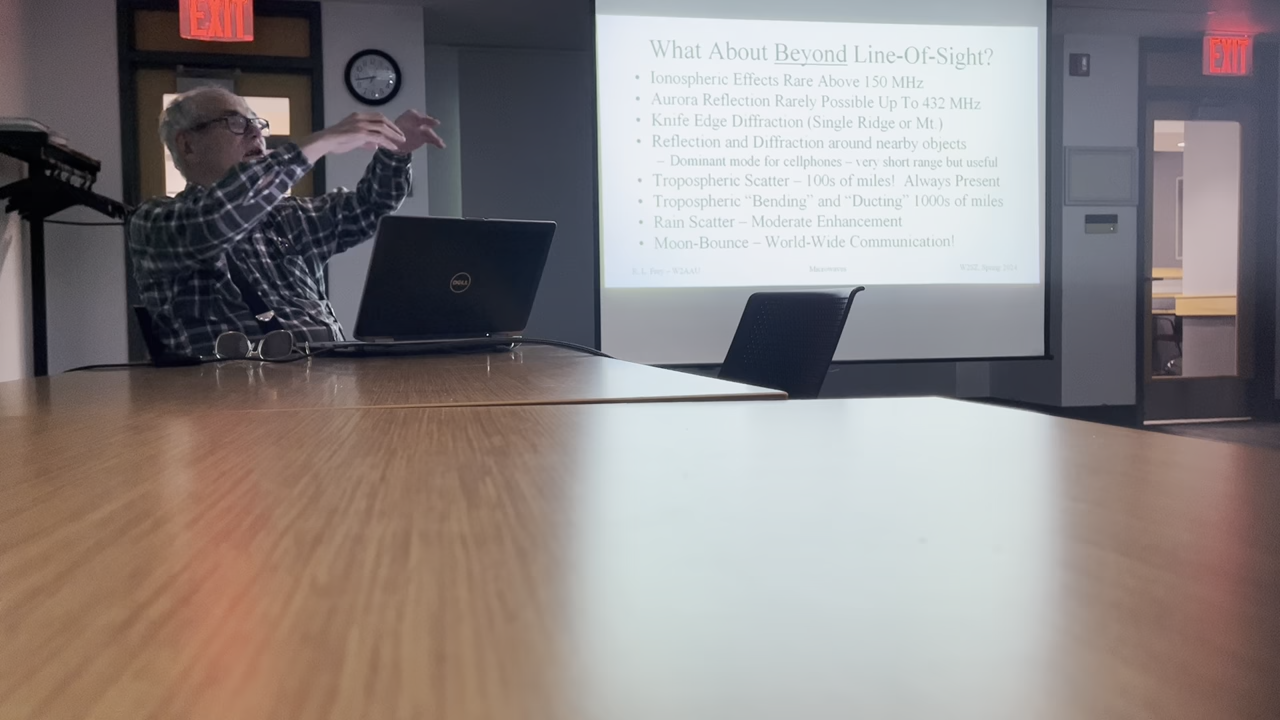 EXIT
What About Beyond Line-Of-Sight?
• Ionospheric Effects Rare Above 150 MHz
• Aurora Reflection Rarely Possible Up To 432 MHz
• Knife Edge Diffraction (Single Ridge or Mt.)
• Reflection and Diffraction around nearby objects
– Dominant mode for cellphones – very short range but useful
• Tropospheric Scatter – 100s of miles! Always Present
• Tropospheric “Bending” and “Ducting” 1000s of miles
• Rain Scatter – Moderate Enhancement
• Moon-Bounce – World-Wide Communication!
Microwaves
Spring
EXIT
DELL